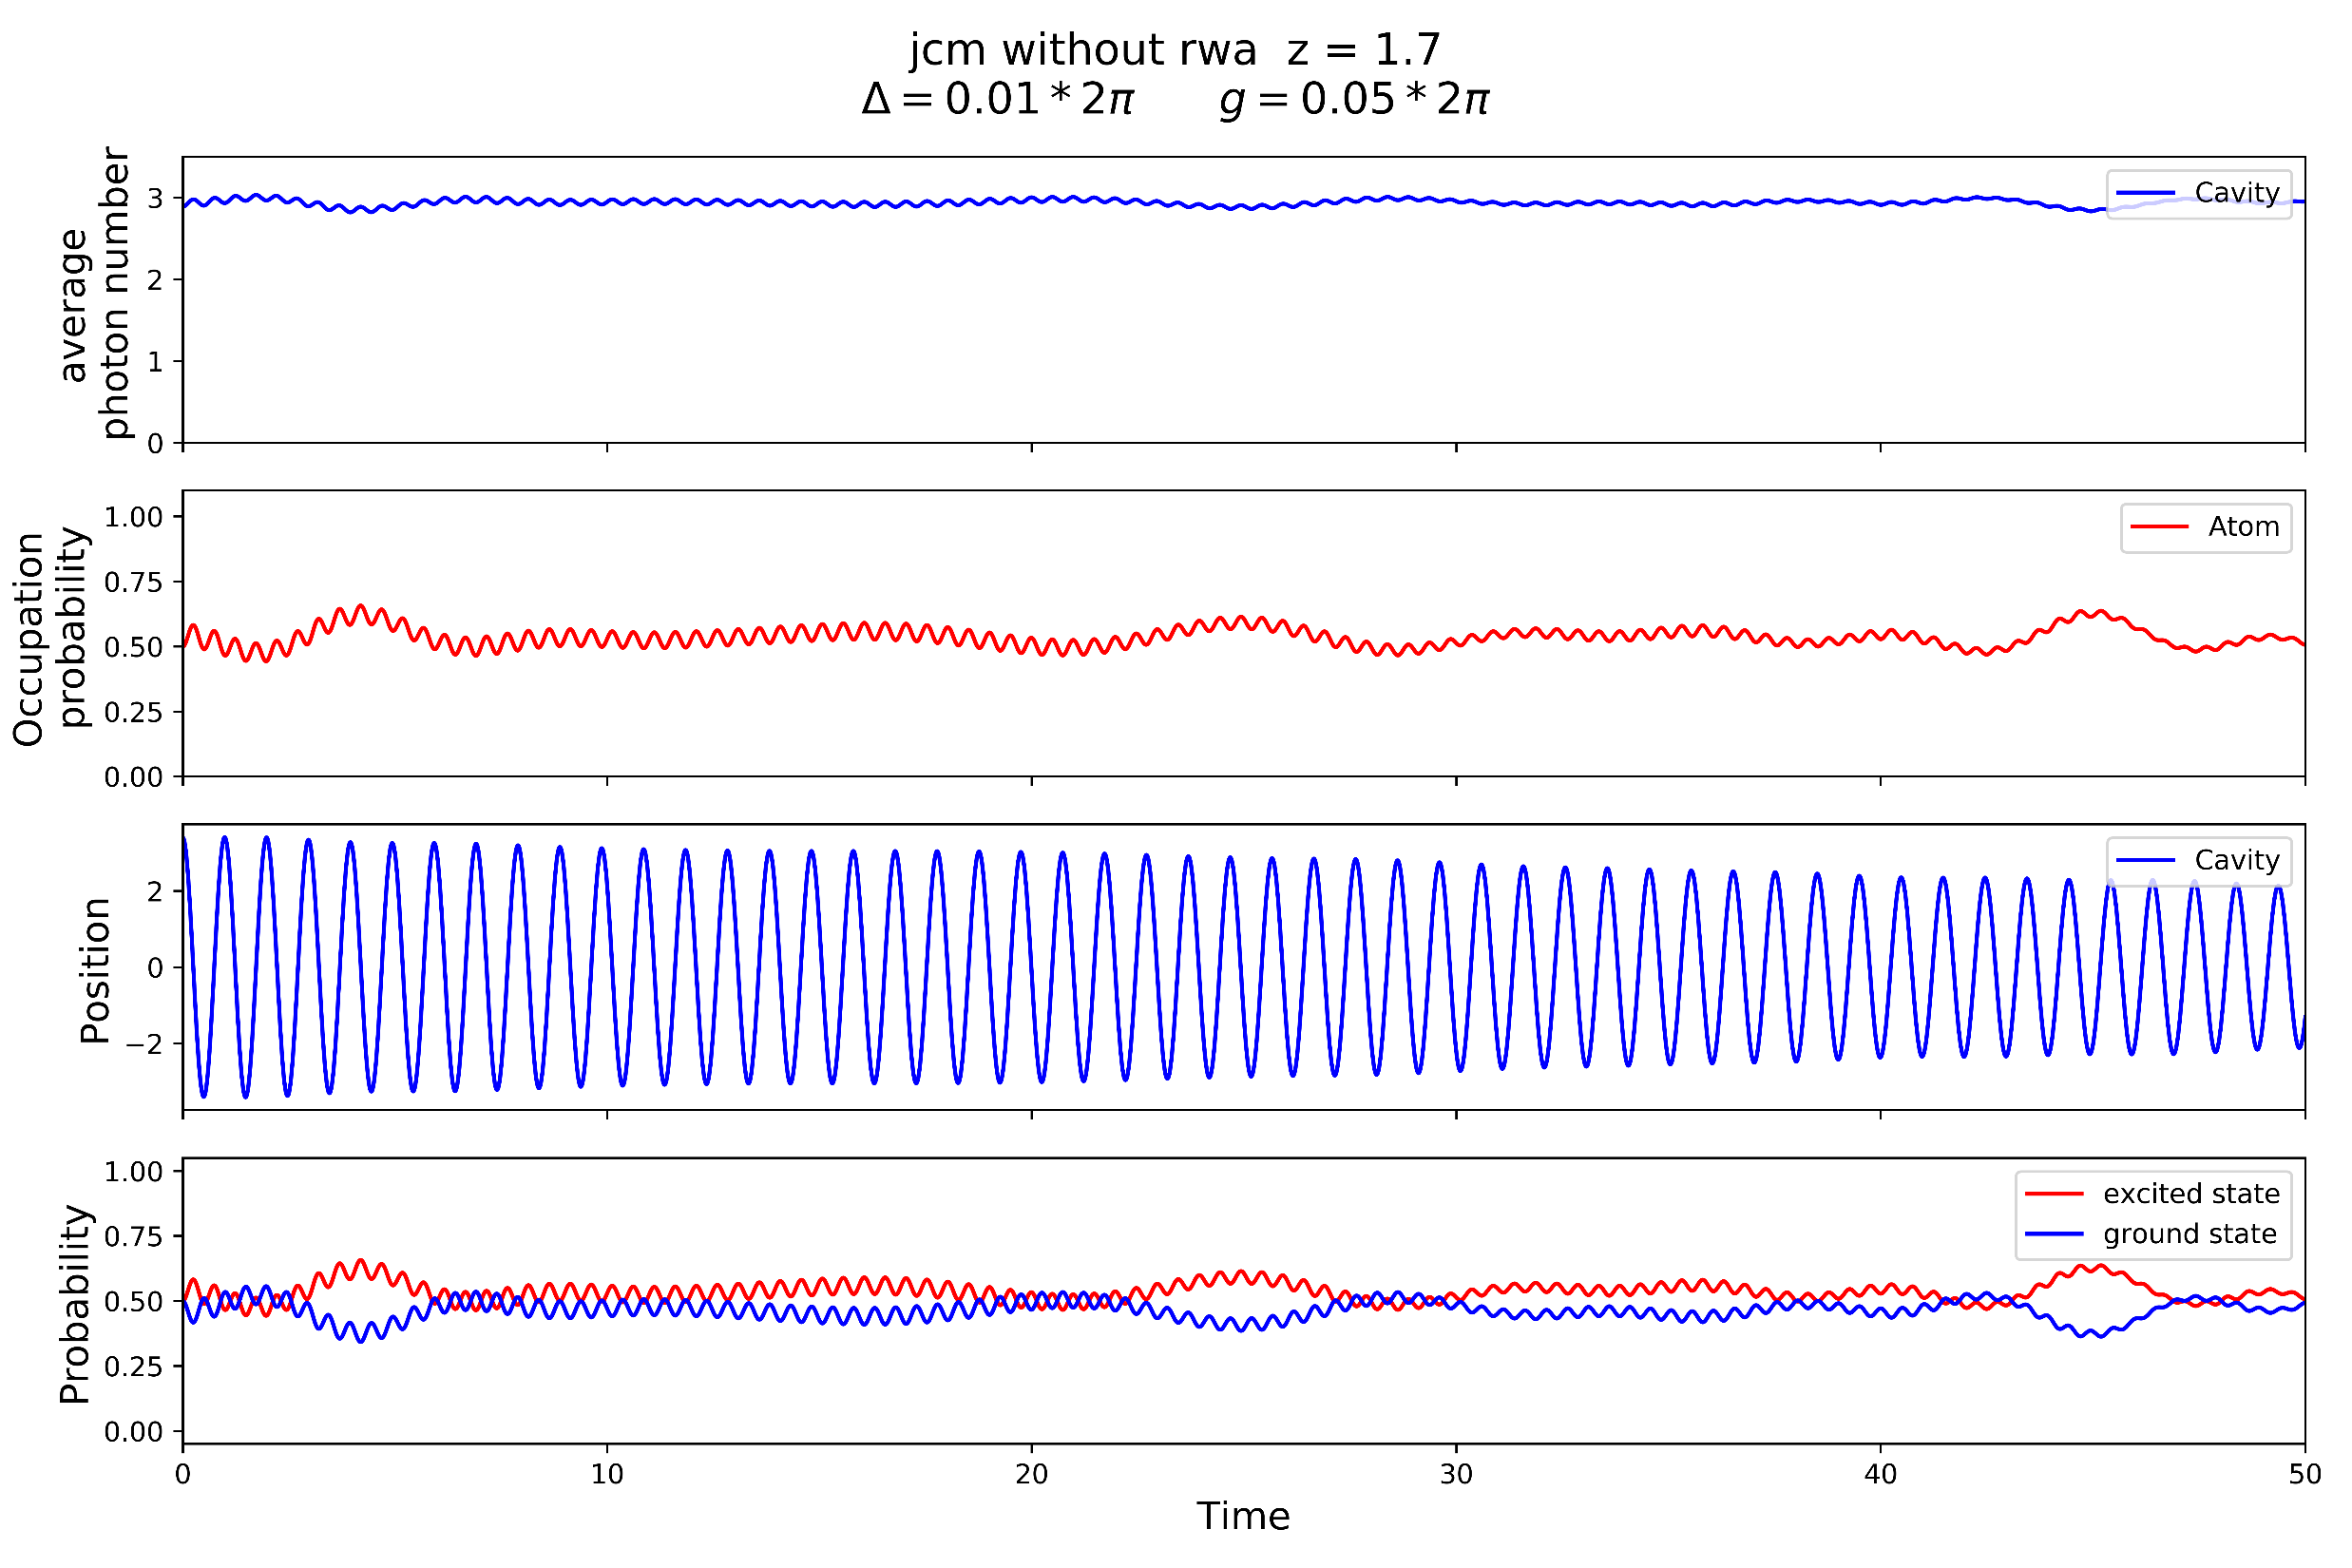 jcm without rwa z = 1.7
Δ = 0.01 * 2π g = 0.05 * 2π
average
photon number
3
2
1
0
Cavity
Occupation
probability
1.00
0.75
0.50
0.25
0.00
Atom
Position
2
0
−2
Cavity
Probability
1.00
0.75
0.50
0.25
0.00
excited state
ground state
0 10 20 30 40 50
Time